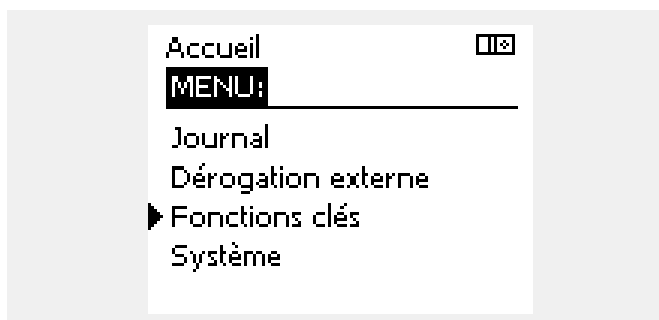 Accueil
MENU:
Journal
Dérogation externe
Fonctions clés
Système